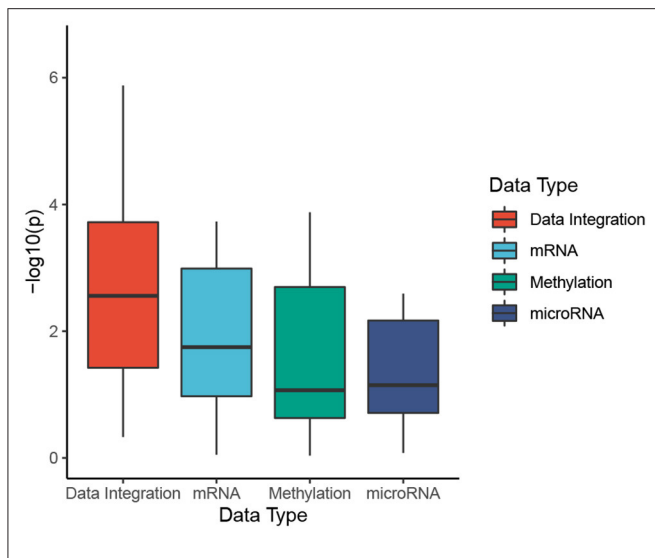 6
4
2
0
−log10(p)
Data Integration mRNA Methylation microRNA
Data Type
Data Type
Data Integration
mRNA
Methylation
microRNA